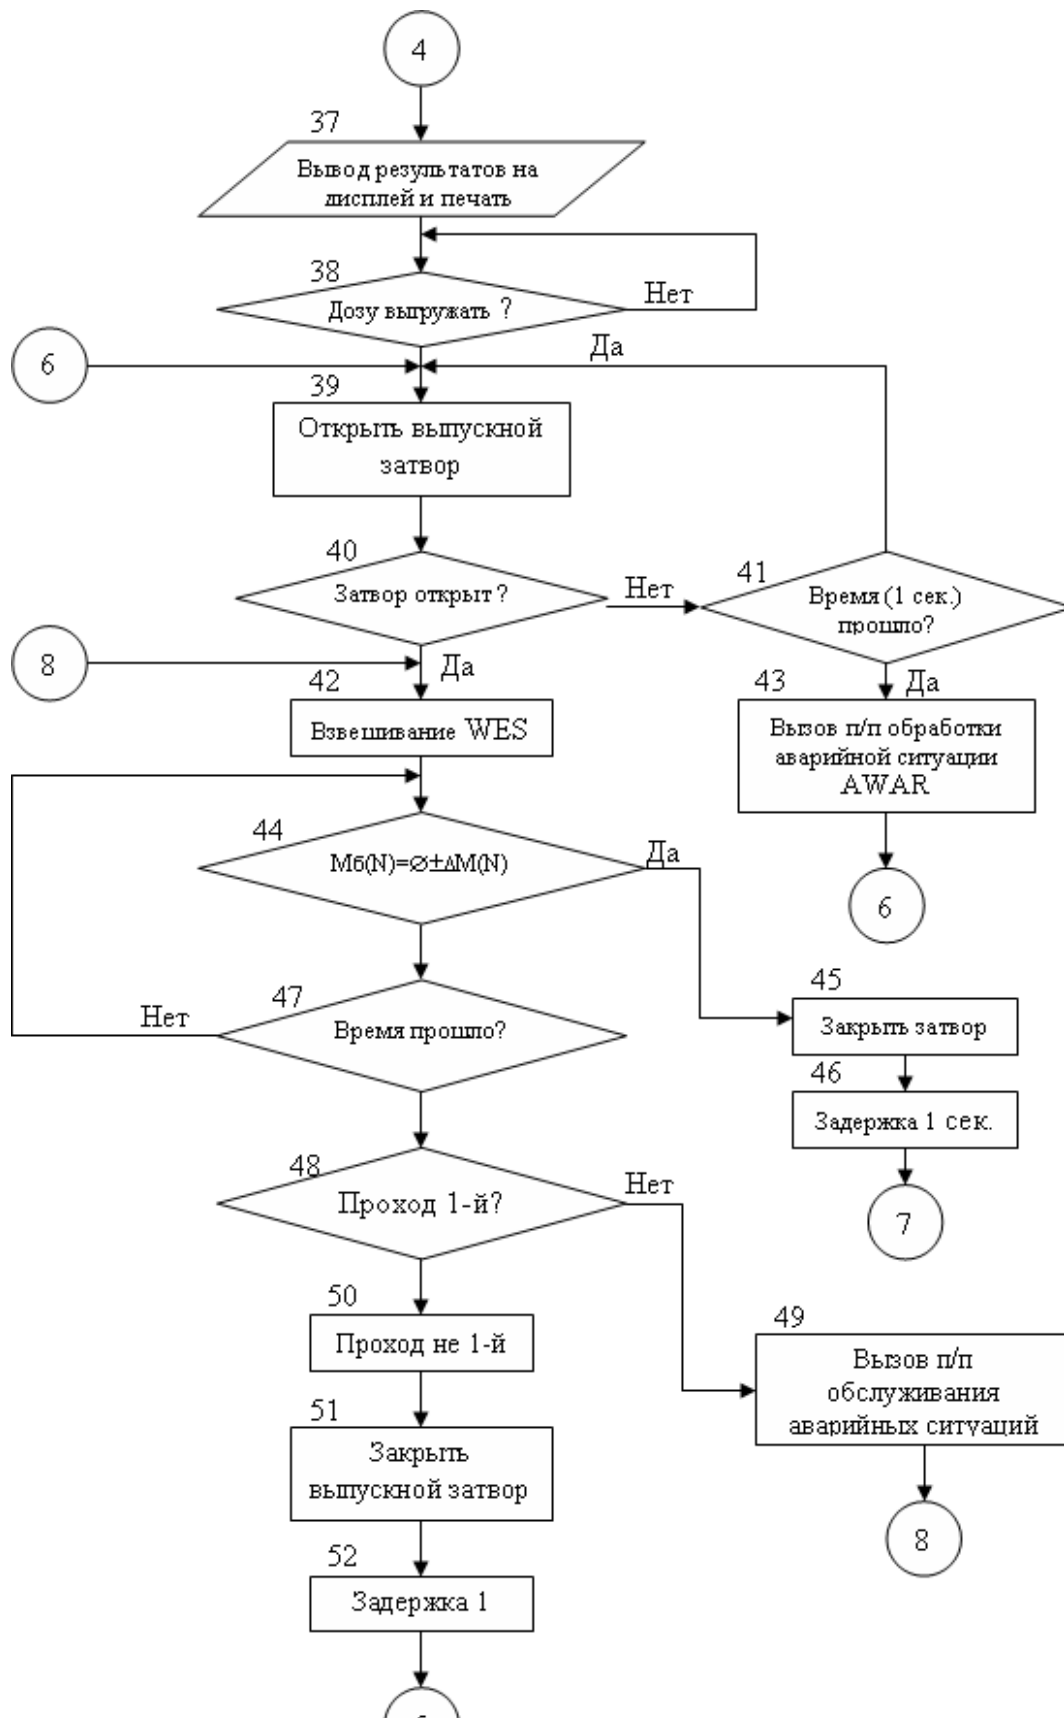 4
37
Вывод результатов на
дисплей и печать
38
Дозу выгружать ?
Нет
6
Да
39
Открыть выпускной
затвор
40
Затвор открыт ?
Нет
41
Время (1 сек.)
прошло?
8
Да
42
Взвешивание WES
Да
43
Вызов п/п обработки
аварийной ситуации
AWAR
44
Мб(N)=∅±ΔM(N)
Да
6
45
Закрыть затвор
47
Время прошло?
Нет
46
Задержка 1 сек.
48
Проход 1-й?
Нет
7
50
Проход не 1-й
49
Вызов п/п
обслуживания
аварийных ситуаций
51
Закрыть
выпускной затвор
8
52
Задержка 1